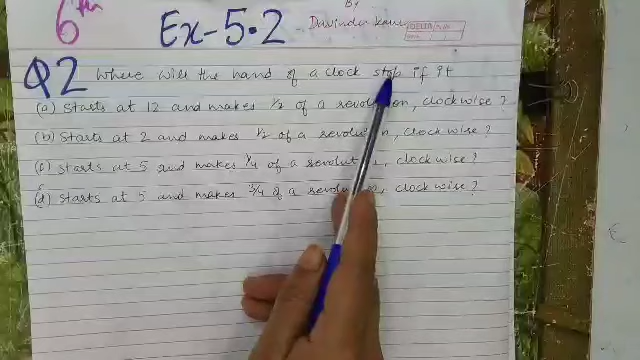 6th
Ex-5.2
By
Davinder Kaur
DELTA
Q2 Where will the hand of a clock stop if it
(a) Starts at 12 and makes 1/2 of a revolution, clockwise?
(b) Starts at 2 and makes 1/2 of a revolution, clockwise?
(c) Starts at 5 and makes 1/4 of a revolution, clockwise?
(d) Starts at 5 and makes 3/4 of a revolution, clockwise?